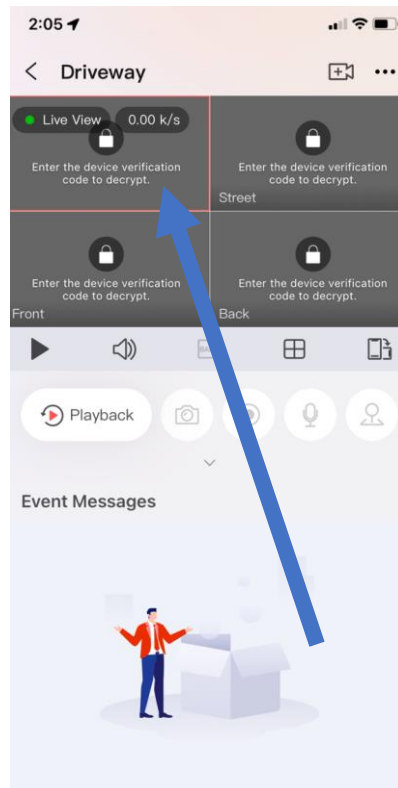 2:05
Driveway
Live View 0.00 k/s
Enter the device verification
code to decrypt.
Enter the device verification
code to decrypt.
Street
Enter the device verification
code to decrypt.
Front
Enter the device verification
code to decrypt.
Back
Playback
Event Messages